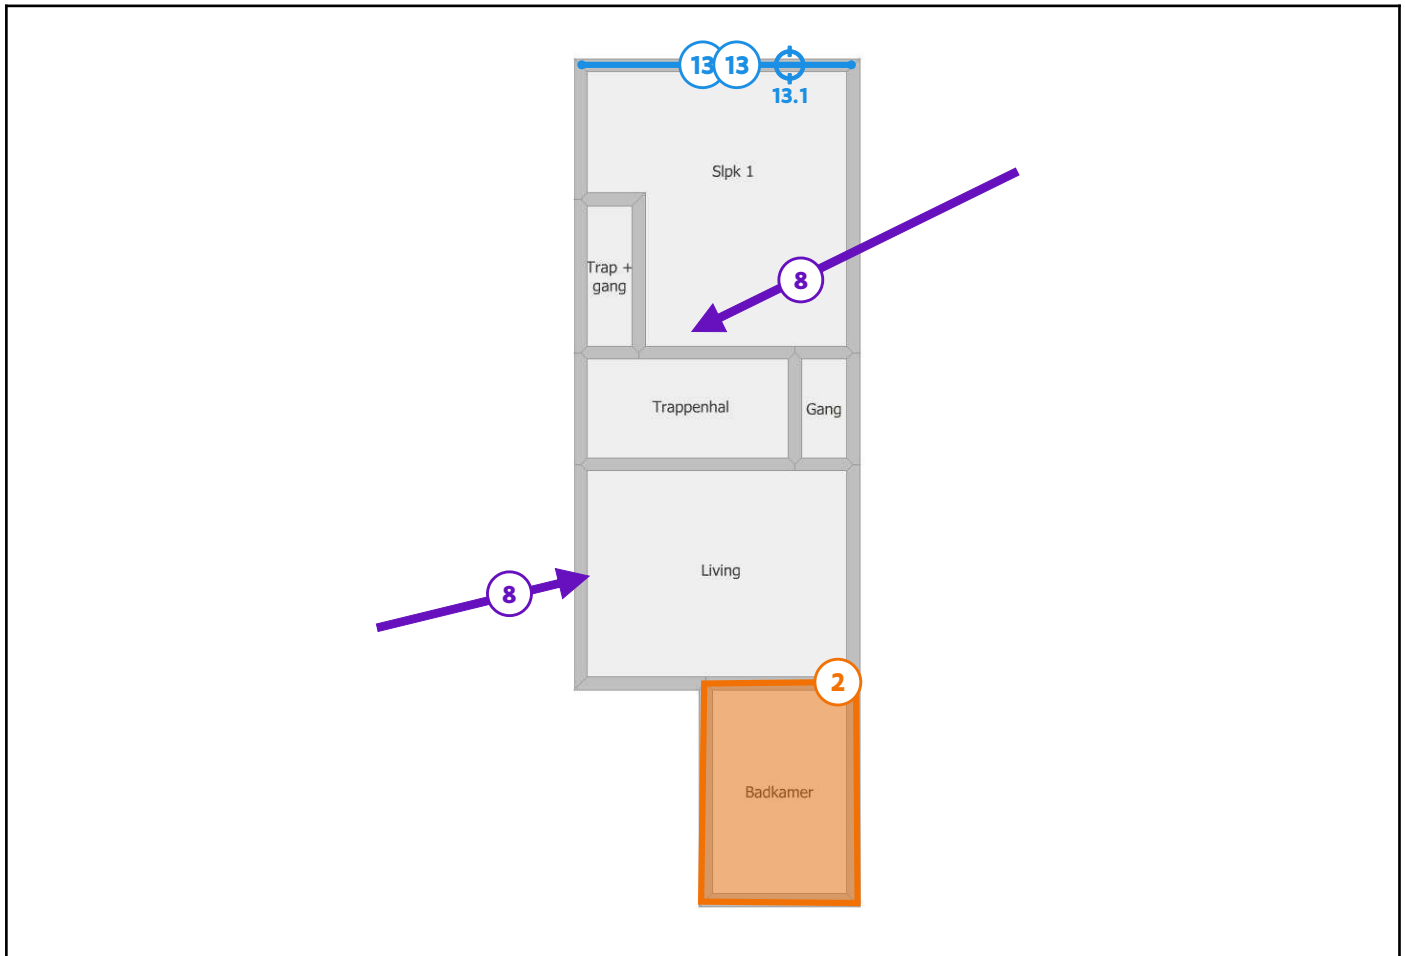 13 13
13.1
Slpk 1
Trap +
gang
8
Trappenhal
Gang
Living
8
2
Badkamer